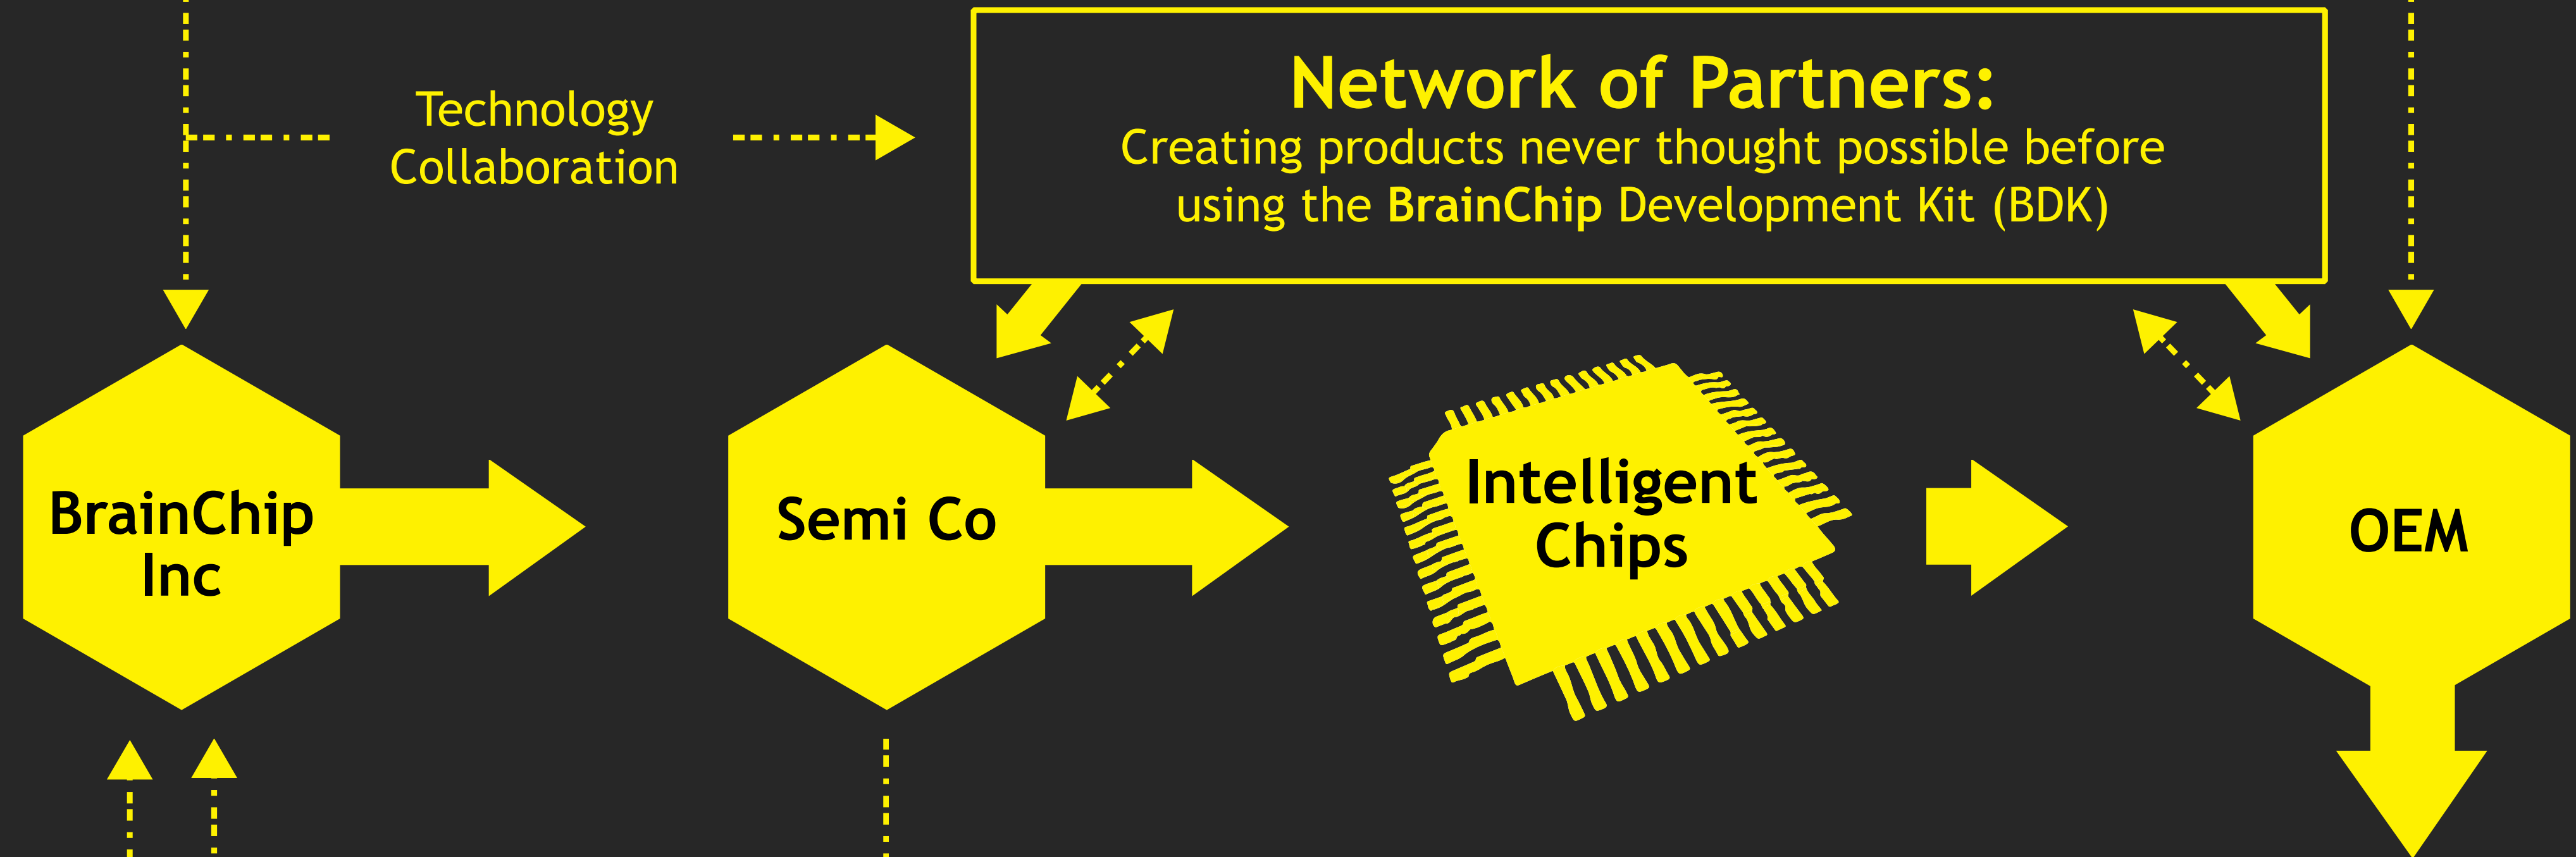 Technology
Collaboration
Network of Partners:
Creating products never thought possible before
using the BrainChip Development Kit (BDK)
BrainChip
Inc
Semi Co
Intelligent
Chips
OEM